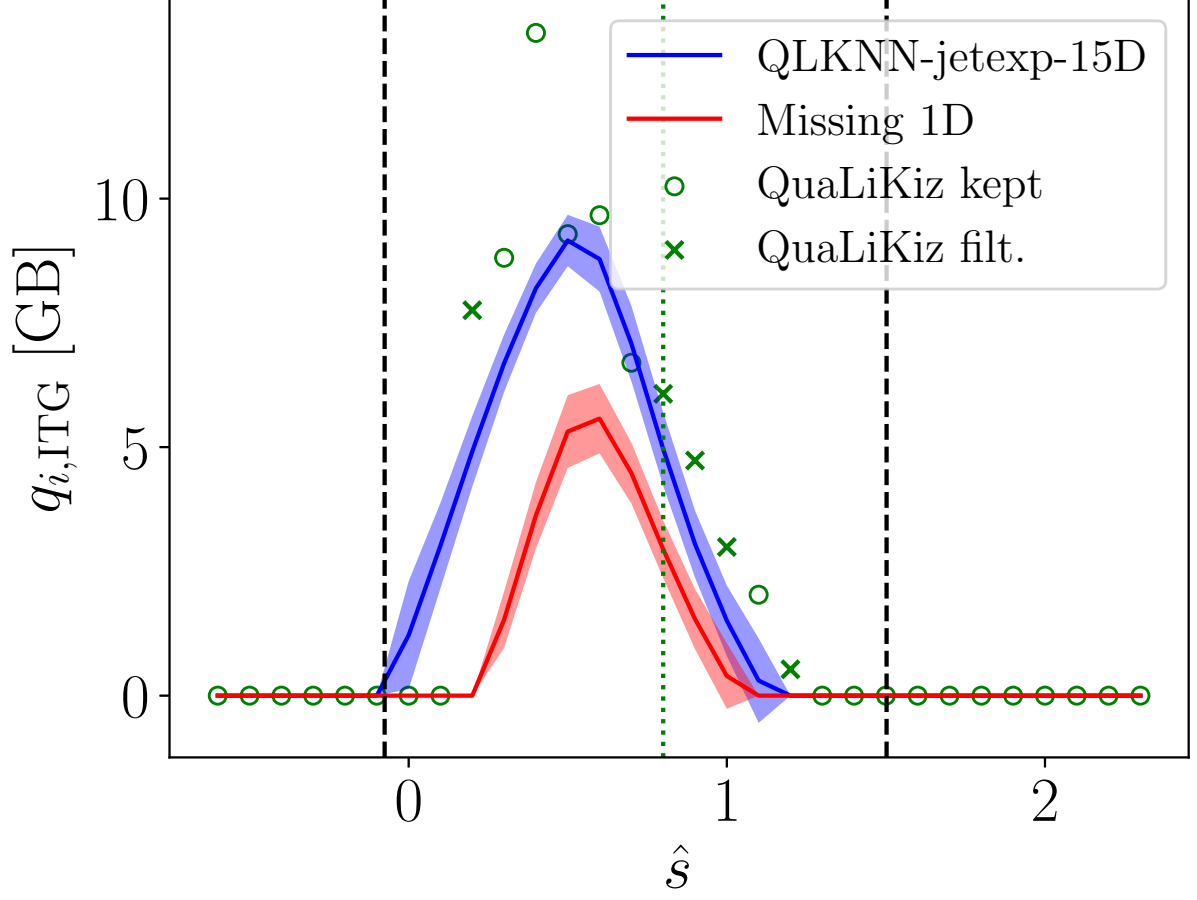 QLKNN-jetexp-15D
Missing 1D
QuaLiKiz kept
QuaLiKiz filt.
10
5
0
q_{i,ITG} [GB]
0 1 2
ŝ